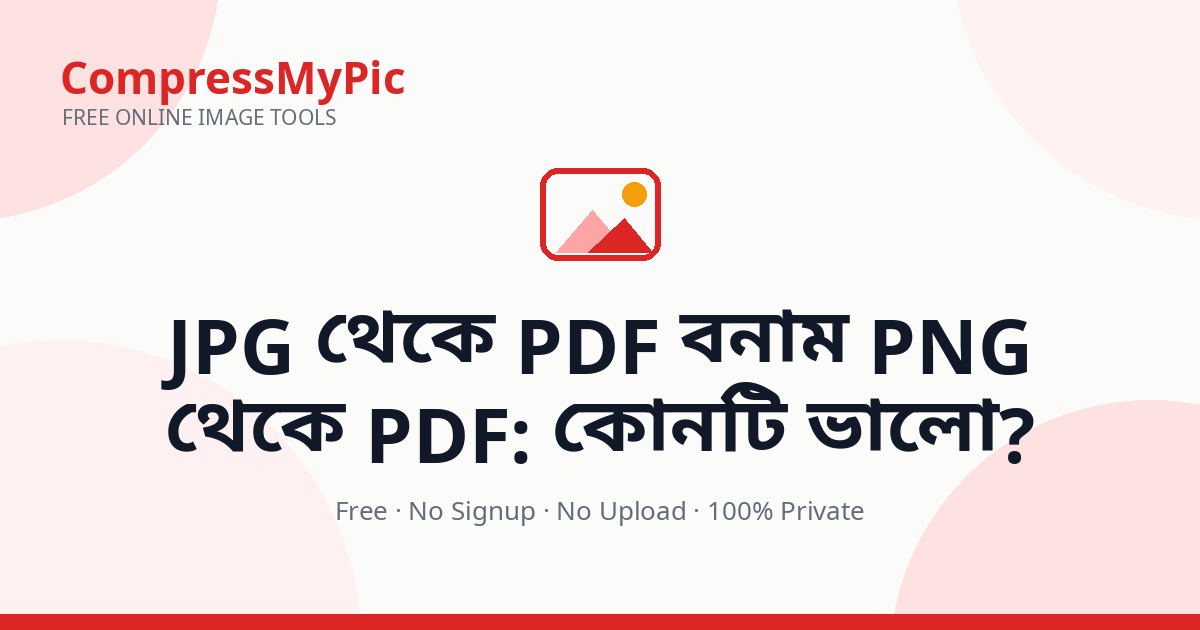 CompressMyPic
FREE ONLINE IMAGE TOOLS
JPG থেকে PDF বনাম PNG
থেকে PDF: কোনটি ভালো?
Free · No Signup · No Upload · 100% Private